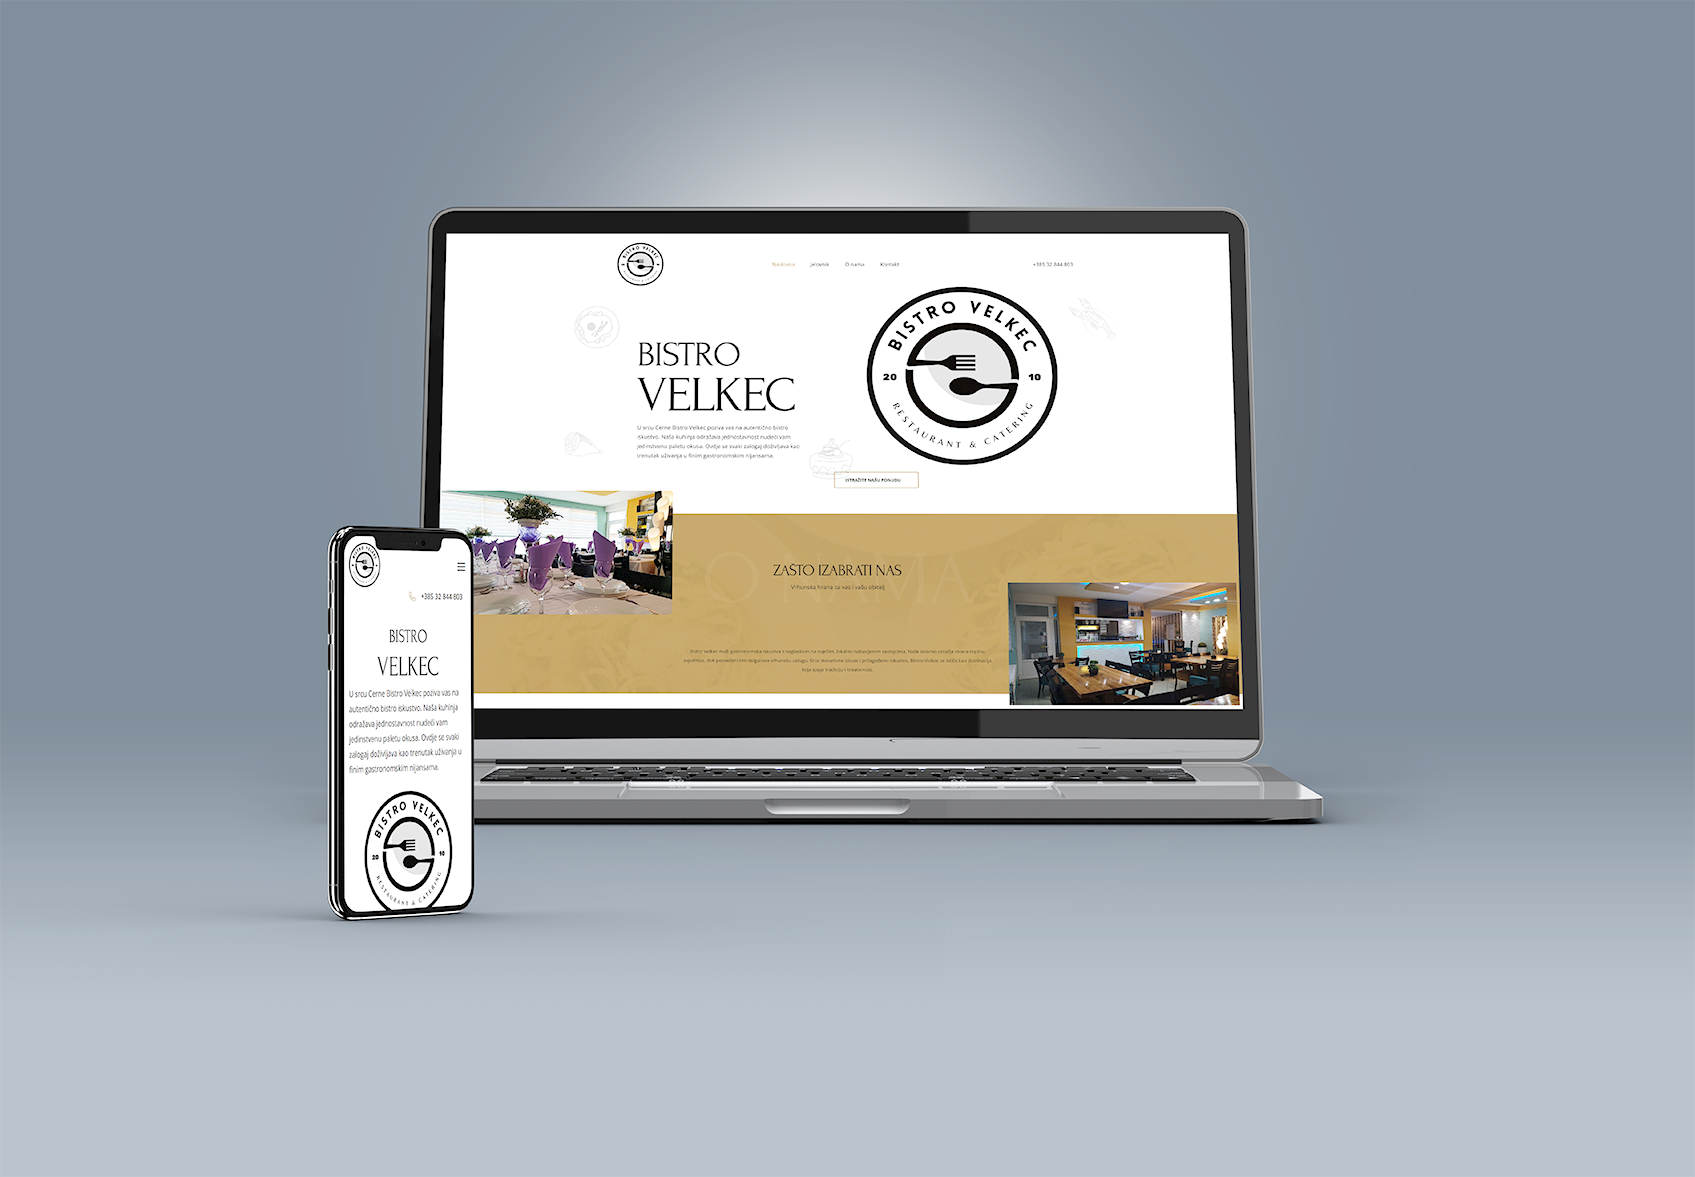 BISTRO VELKEC
Naslovna Jelovnik O nama Kontakt
+385 32 844 803
BISTRO
VELKEC
U srcu Cerne Bistro Velkec poziva vas na autentično bistro
iskustvo. Naša kuhinja odražava jednostavnost nudeći vam
jedinstvenu paletu okusa. Ovdje se svaki zalogaj doživljava kao
trenutak uživanja u finim gastronomskim nijansama.
BISTRO VELKEC
20 10
RESTAURANT & CATERING
ISTRAŽITE NAŠU PONUDU
ZAŠTO IZABRATI NAS
Vrhunska hrana za vas i vašu obitelj
BISTRO VELKEC
+385 32 844 803
BISTRO
VELKEC
U srcu Cerne Bistro Velkec poziva vas na
autentično bistro iskustvo. Naša kuhinja
odražava jednostavnost nudeći vam
jedinstvenu paletu okusa. Ovdje se svaki
zalogaj doživljava kao trenutak uživanja u
finim gastronomskim nijansama.
BISTRO VELKEC
20 10
RESTAURANT & CATERING